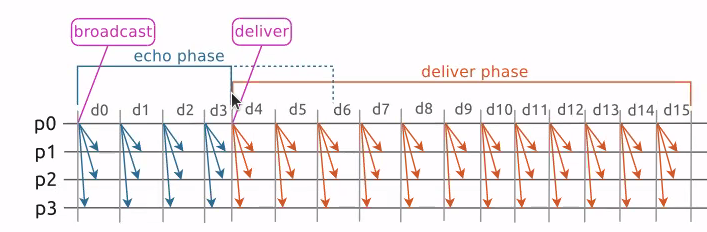 broadcast
deliver
echo phase
deliver phase
d0 d1 d2 d3 d4 d5 d6 d7 d8 d9 d10 d11 d12 d13 d14 d15
p0
p1
p2
p3